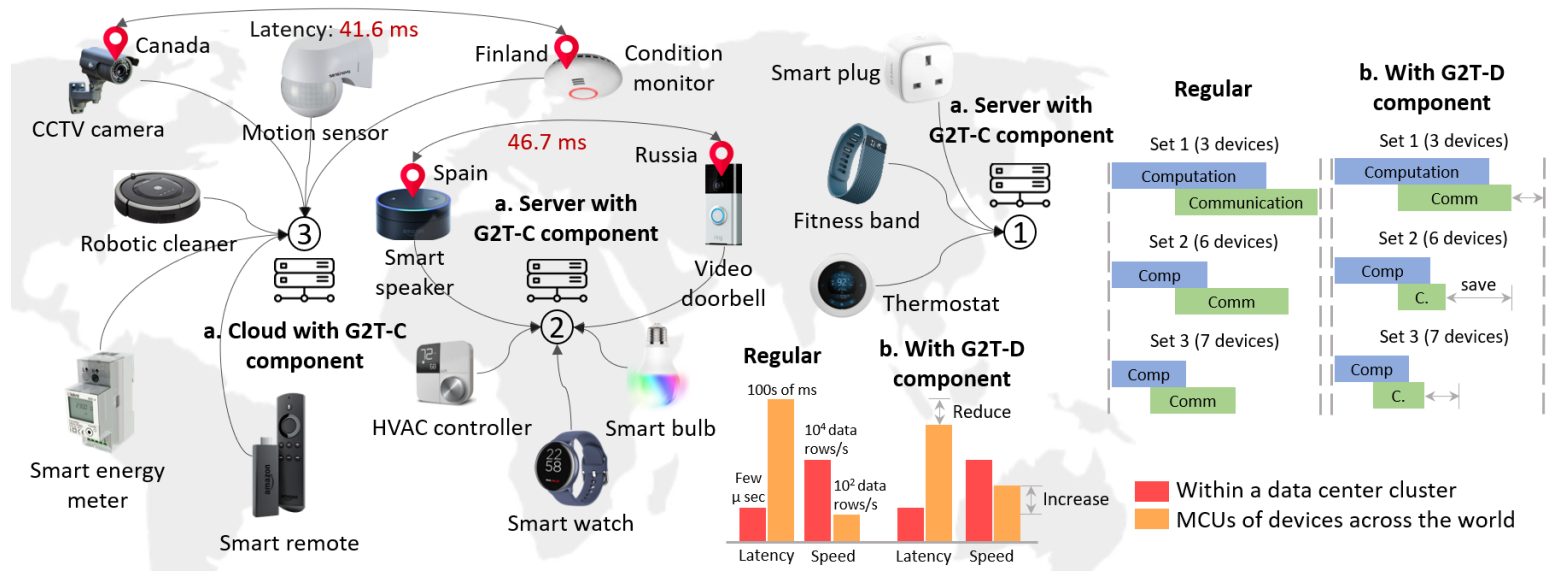 Latency: 41.6 ms
Canada
CCTV camera
Motion sensor
Finland
Condition
monitor
46.7 ms
Spain
Russia
Robotic cleaner
3
a. Cloud with G2T-C
component
Smart energy
meter
Smart remote
amazon
Smart
speaker
a. Server with
G2T-C component
2
Video
doorbell
ring
HVAC controller
72
Smart watch
22
58
Smart bulb
Smart plug
Fitness band
Thermostat
92
a. Server with
G2T-C component
1
Regular
100s of ms
Few
μ sec
10⁴ data
rows/s
10² data
rows/s
Latency
Speed
b. With G2T-D
component
Reduce
Increase
Latency
Speed
Regular
Set 1 (3 devices)
Computation
Communication
Set 2 (6 devices)
Comp
Comm
Set 3 (7 devices)
Comp
Comm
b. With G2T-D
component
Set 1 (3 devices)
Computation
Comm
Set 2 (6 devices)
Comp
C.
save
Set 3 (7 devices)
Comp
C.
Within a data center cluster
MCUs of devices across the world